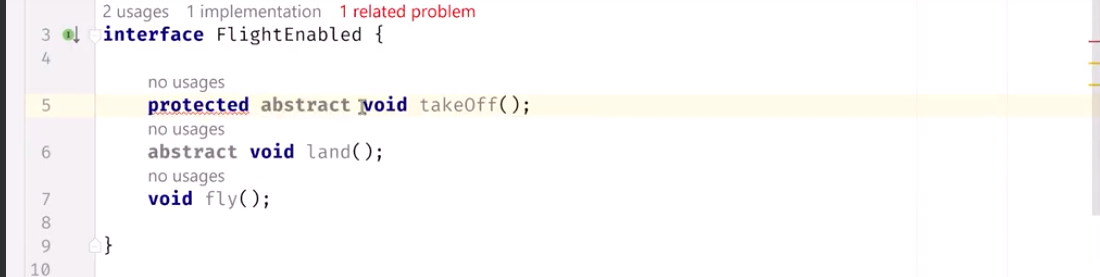 2 usages 1 implementation 1 related problem
3 interface FlightEnabled {
4
no usages
5 protected abstract void takeOff();
no usages
6 abstract void land();
no usages
7 void fly();
8
9 }
10